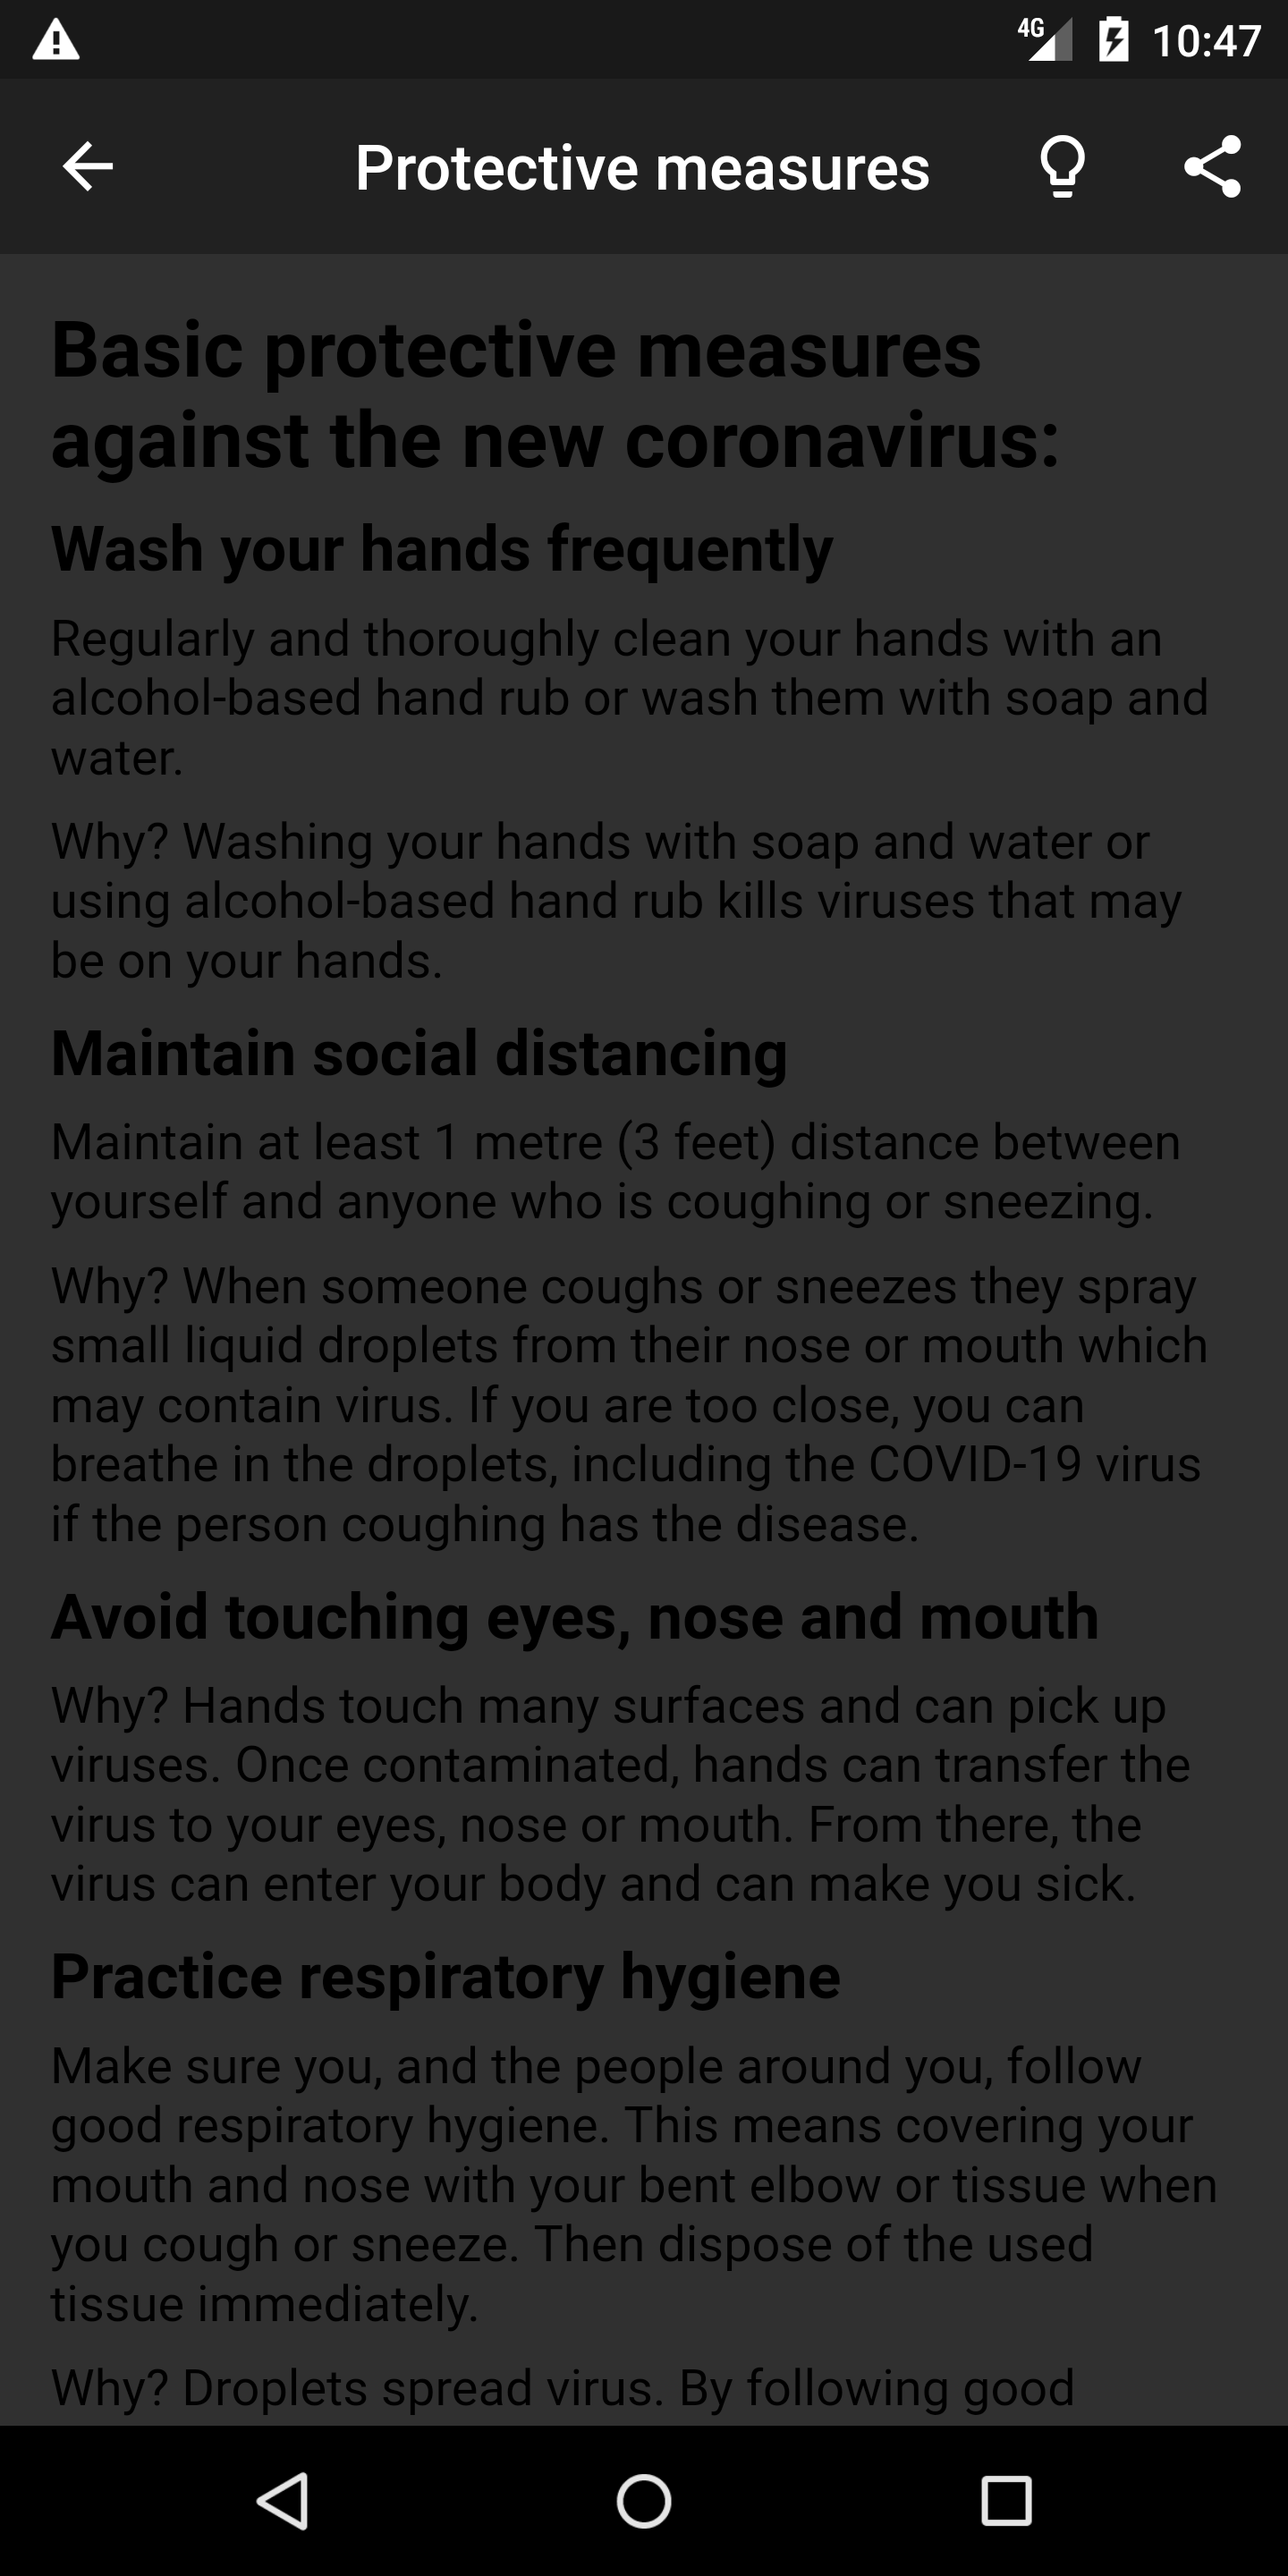 4G 10:47
Protective measures
Basic protective measures
against the new coronavirus:
Wash your hands frequently
Regularly and thoroughly clean your hands with an
alcohol-based hand rub or wash them with soap and
water.
Why? Washing your hands with soap and water or
using alcohol-based hand rub kills viruses that may
be on your hands.
Maintain social distancing
Maintain at least 1 metre (3 feet) distance between
yourself and anyone who is coughing or sneezing.
Why? When someone coughs or sneezes they spray
small liquid droplets from their nose or mouth which
may contain virus. If you are too close, you can
breathe in the droplets, including the COVID-19 virus
if the person coughing has the disease.
Avoid touching eyes, nose and mouth
Why? Hands touch many surfaces and can pick up
viruses. Once contaminated, hands can transfer the
virus to your eyes, nose or mouth. From there, the
virus can enter your body and can make you sick.
Practice respiratory hygiene
Make sure you, and the people around you, follow
good respiratory hygiene. This means covering your
mouth and nose with your bent elbow or tissue when
you cough or sneeze. Then dispose of the used
tissue immediately.
Why? Droplets spread virus. By following good